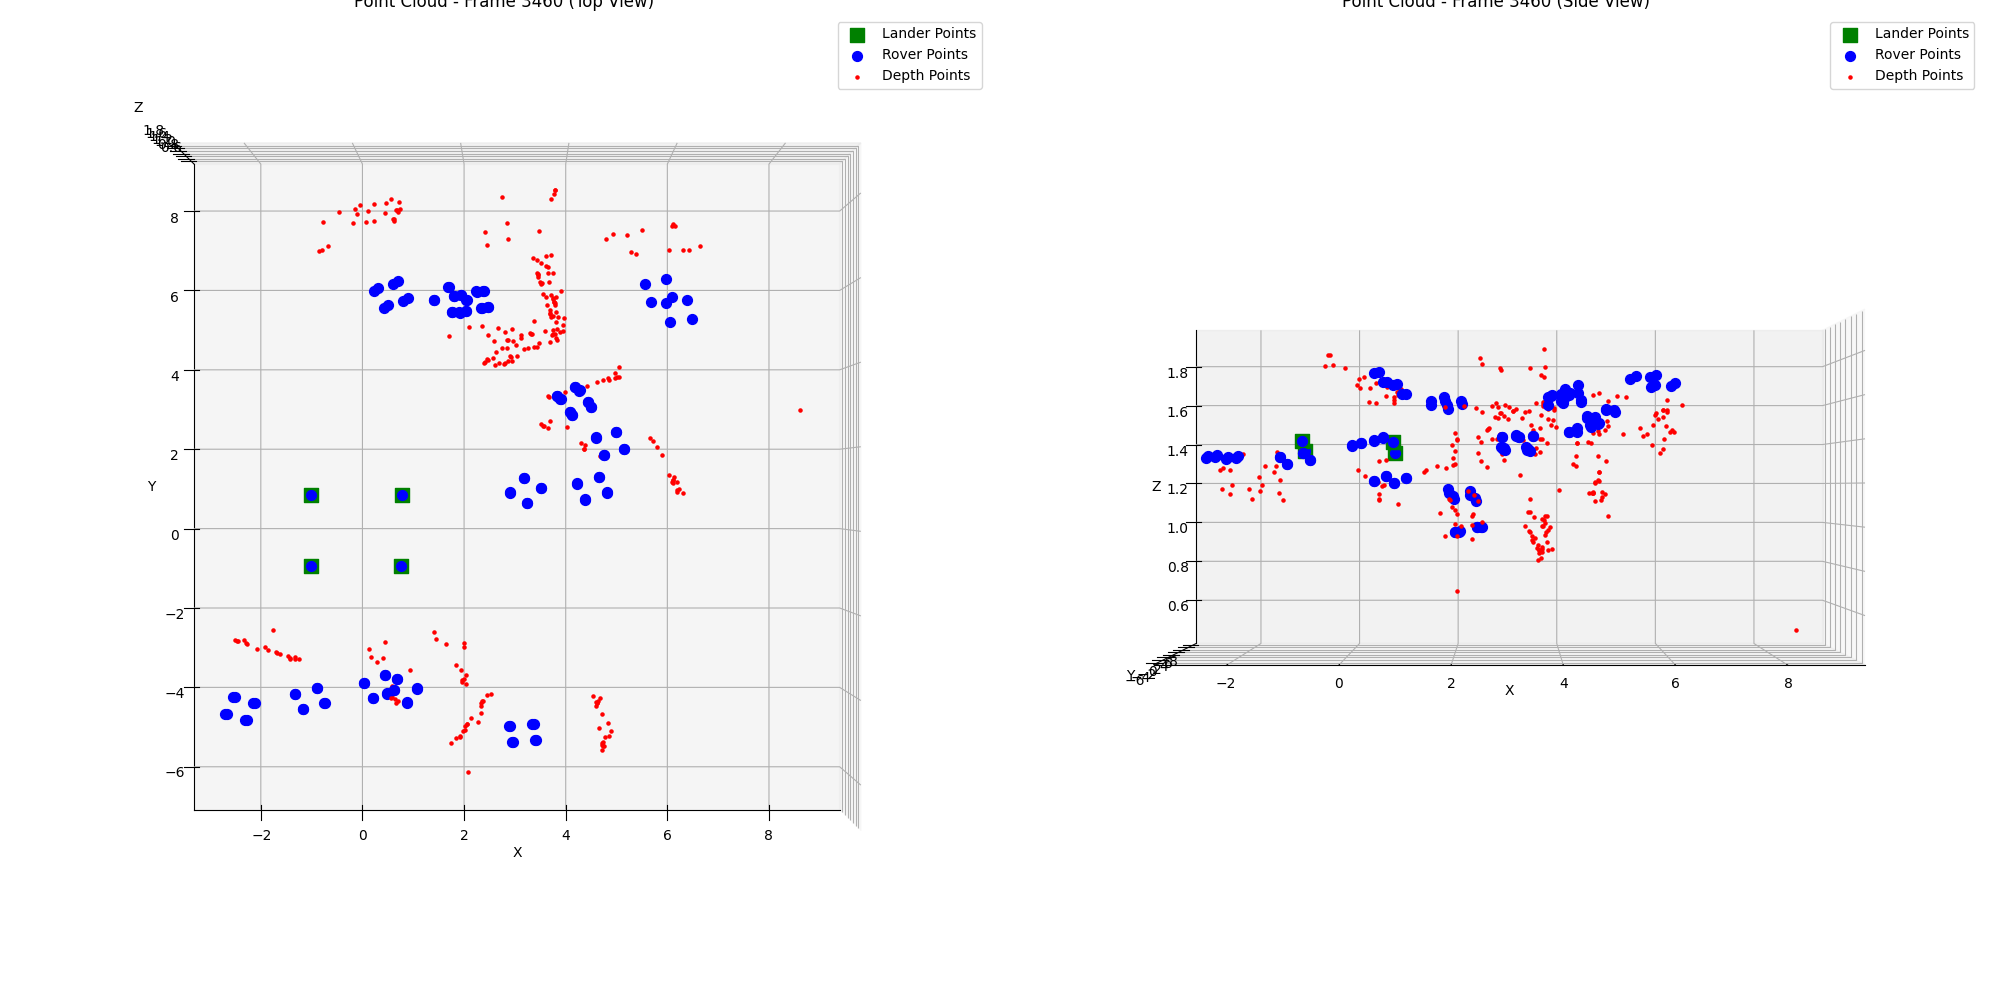 Point Cloud - Frame 3460 (Top View)
Lander Points
Rover Points
Depth Points
Z
8
6
4
2
0
−2
−4
−6
Y
−2
0
2
4
6
8
X
Point Cloud - Frame 3460 (Side View)
Lander Points
Rover Points
Depth Points
1.8
1.6
1.4
1.2
1.0
0.8
0.6
Z
Y
−2
0
2
4
6
8
X